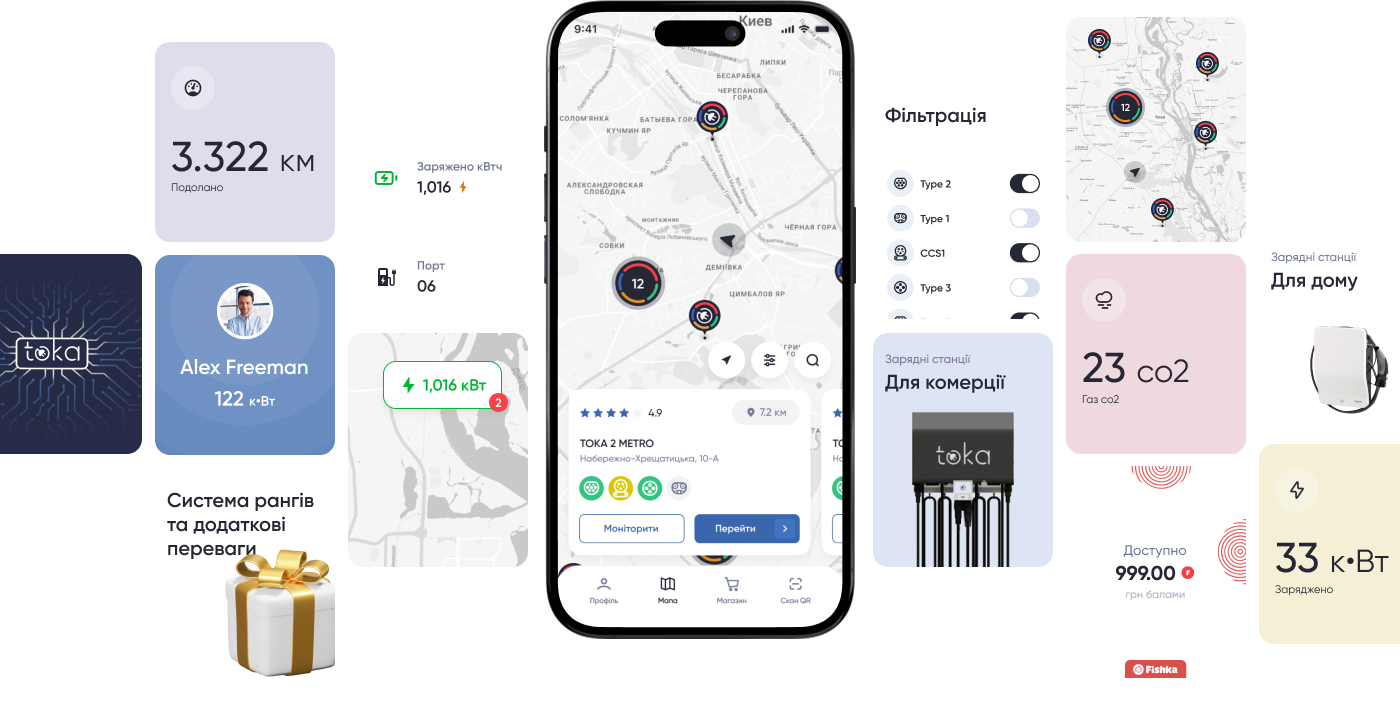 3.322 км
Подолано
toka
Alex Freeman
122 к•Вт
Система рангів
та додаткові
переваги
Заряжено кВтч
1,016
Порт
06
1,016 кВт
2
9:41
Киев
ЛИПКИ
БЕСАРАБКА
ЧЕРЕПАНОВА
ГОРА
СОЛОМ'ЯНКА
БАТЫЕВА ГОРА
КУЧМИН ЯР
АЛЕКСАНДРОВСКАЯ
СЛОБОДКА
МОНТАЖНИК
ЧЁРНАЯ ГОРА
СОВКИ
ДЕМІЇВКА
12
ЦИМБАЛОВ ЯР
4.9
7.2 км
TOKA 2 METRO
Набережно-Хрещатицька, 10-А
Моніторити
Перейти
Профіль
Мапа
Магазин
Скан QR
Фільтрація
Type 2
Type 1
CCS1
Type 3
Зарядні станції
Для комерції
toka
12
23 co2
Газ co2
Доступно
999.00
грн балами
Fishka
Зарядні станції
Для дому
33 к•Вт
Заряджено